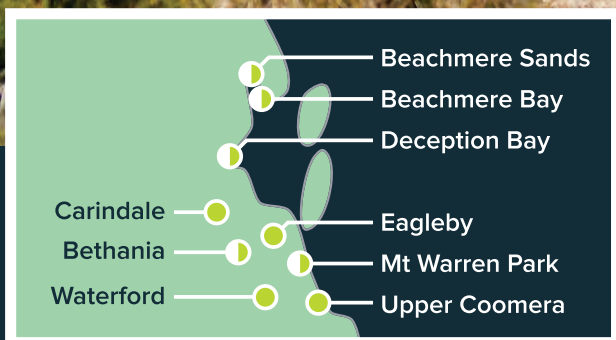 Beachmere Sands
Beachmere Bay
Deception Bay
Carindale
Eagleby
Bethania
Mt Warren Park
Waterford
Upper Coomera